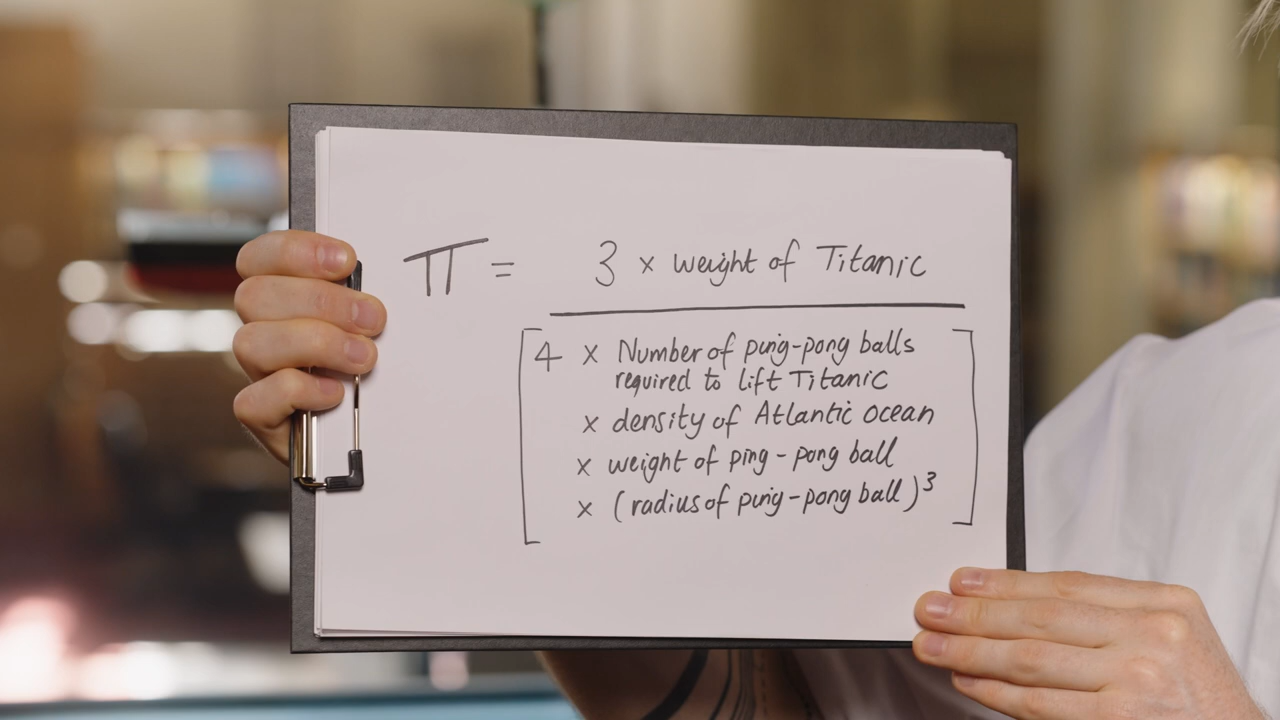 π = 3 × weight of Titanic
[4 × Number of ping-pong balls
required to lift Titanic
× density of Atlantic ocean
× weight of ping-pong ball
× (radius of ping-pong ball)³]